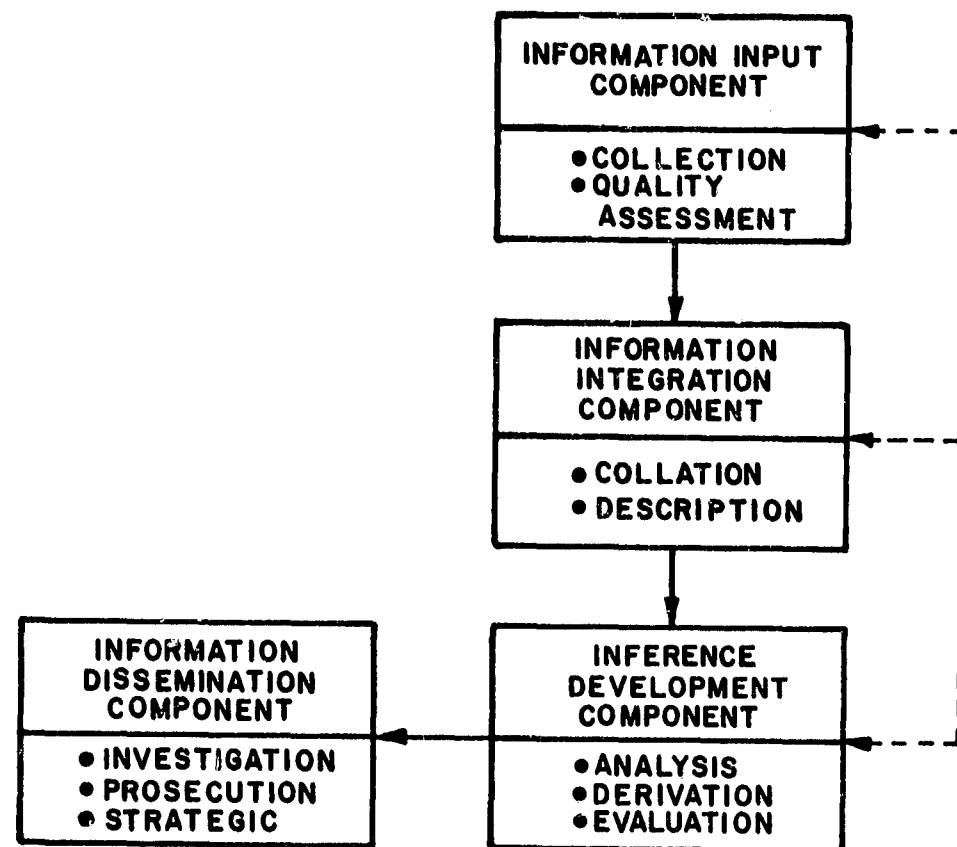 INFORMATION INPUT
COMPONENT
● COLLECTION
● QUALITY
ASSESSMENT
INFORMATION
INTEGRATION
COMPONENT
● COLLATION
● DESCRIPTION
INFERENCE
DEVELOPMENT
COMPONENT
● ANALYSIS
● DERIVATION
● EVALUATION
INFORMATION
DISSEMINATION
COMPONENT
● INVESTIGATION
● PROSECUTION
● STRATEGIC